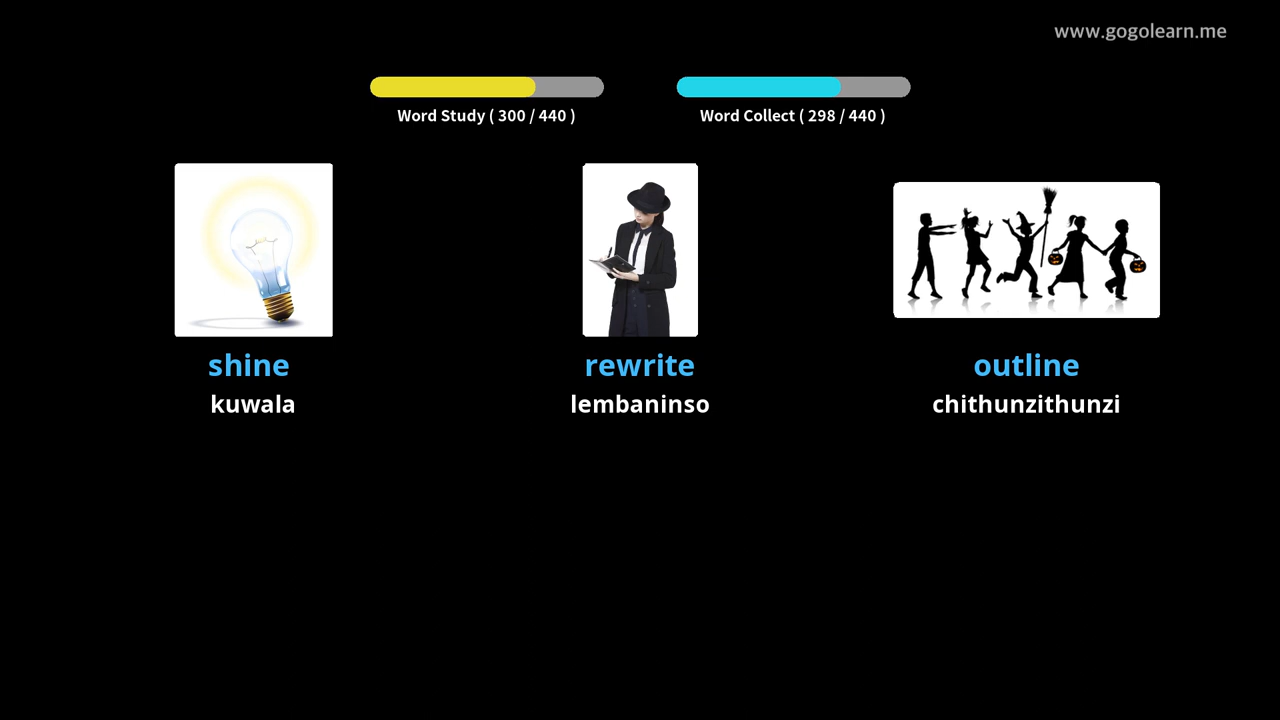 www.gogolearn.me
Word Study ( 300 / 440 )
Word Collect ( 298 / 440 )
shine
rewrite
outline
kuwala
lembaninso
chithunzithunzi